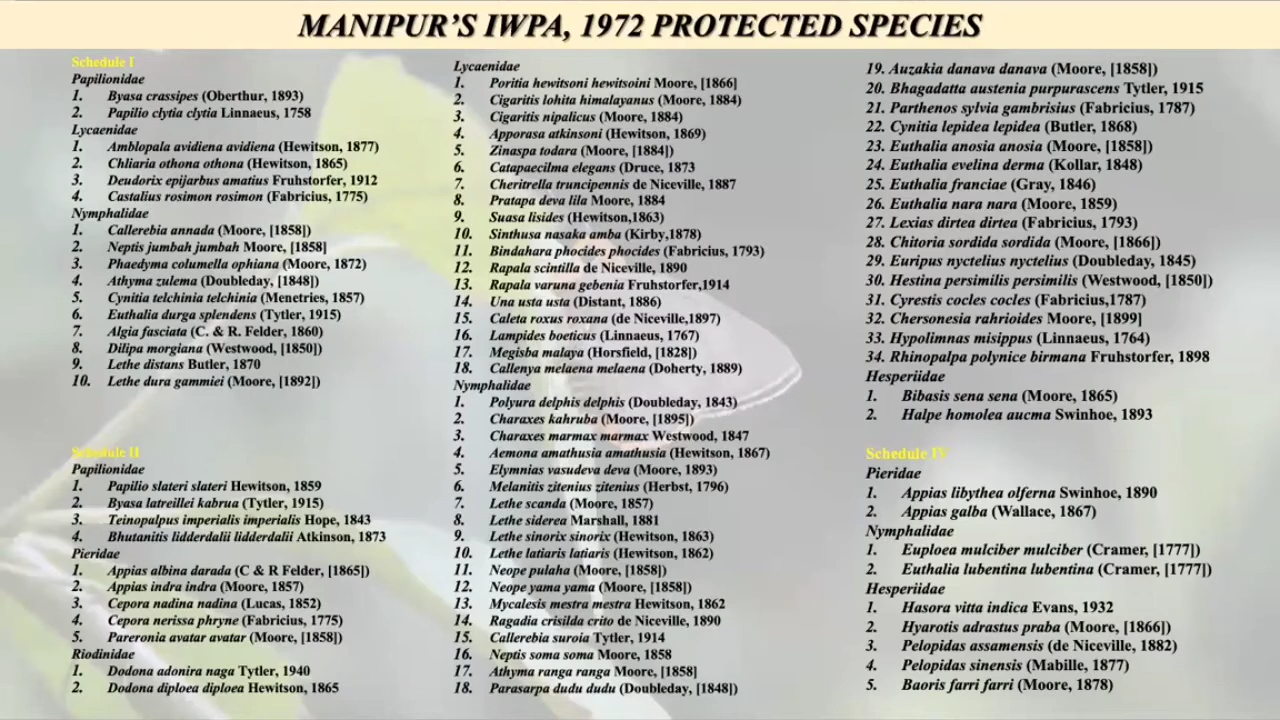 MANIPUR'S IWPA, 1972 PROTECTED SPECIES
Schedule I
Papilionidae
1. Byasa crassipes (Oberthur, 1893)
2. Papilio clytia clytia Linnaeus, 1758
Lycaenidae
1. Amblopala avidiena avidiena (Hewitson, 1877)
2. Chliaria othona othona (Hewitson, 1865)
3. Deudorix epijarbus amatius Fruhstorfer, 1912
4. Castalius rosimon rosimon (Fabricius, 1775)
Nymphalidae
1. Callerebia annada (Moore, [1858])
2. Neptis jumbah jumbah Moore, [1858]
3. Phaedyma columella ophiana (Moore, 1872)
4. Athyma zulema (Doubleday, [1848])
5. Cynitia telchinia telchinia (Menetries, 1857)
6. Euthalia durga splendens (Tytler, 1915)
7. Algia fasciata (C. & R. Felder, 1860)
8. Dilipa morgiana (Westwood, [1850])
9. Lethe distans Butler, 1870
10. Lethe dura gammiei (Moore, [1892])
Schedule II
Papilionidae
1. Papilio slateri slateri Hewitson, 1859
2. Byasa latreillei kabrua (Tytler, 1915)
3. Teinopalpus imperialis imperialis Hope, 1843
4. Bhutanitis lidderdalii lidderdalii Atkinson, 1873
Pieridae
1. Appias albina darada (C & R Felder, [1865])
2. Appias indra indra (Moore, 1857)
3. Cepora nadina nadina (Lucas, 1852)
4. Cepora nerissa phryne (Fabricius, 1775)
5. Pareronia avatar avatar (Moore, [1858])
Riodinidae
1. Dodona adonira naga Tytler, 1940
2. Dodona diploea diploea Hewitson, 1865
Lycaenidae
1. Poritia hewitsoni hewitsoini Moore, [1866]
2. Cigaritis lohita himalayanus (Moore, 1884)
3. Cigaritis nipalicus (Moore, 1884)
4. Apporasa atkinsoni (Hewitson, 1869)
5. Zinaspa todara (Moore, [1884])
6. Catapaecilma elegans (Druce, 1873
7. Cheritrella truncipennis de Niceville, 1887
8. Pratapa deva lila Moore, 1884
9. Suasa lisides (Hewitson,1863)
10. Sinthusa nasaka amba (Kirby,1878)
11. Bindahara phocides phocides (Fabricius, 1793)
12. Rapala scintilla de Niceville, 1890
13. Rapala varuna gebenia Fruhstorfer,1914
14. Una usta usta (Distant, 1886)
15. Caleta roxus roxana (de Niceville,1897)
16. Lampides boeticus (Linnaeus, 1767)
17. Megisba malaya (Horsfield, [1828])
18. Callenya melaena melaena (Doherty, 1889)
Nymphalidae
1. Polyura delphis delphis (Doubleday, 1843)
2. Charaxes kahruba (Moore, [1895])
3. Charaxes marmax marmax Westwood, 1847
4. Aemona amathusia amathusia (Hewitson, 1867)
5. Elymnias vasudeva deva (Moore, 1893)
6. Melanitis zitenius zitenius (Herbst, 1796)
7. Lethe scanda (Moore, 1857)
8. Lethe siderea Marshall, 1881
9. Lethe sinorix sinorix (Hewitson, 1863)
10. Lethe latiaris latiaris (Hewitson, 1862)
11. Neope pulaha (Moore, [1858])
12. Neope yama yama (Moore, [1858])
13. Mycalesis mestra mestra Hewitson, 1862
14. Ragadia crisilda crito de Niceville, 1890
15. Callerebia suroia Tytler, 1914
16. Neptis soma soma Moore, 1858
17. Athyma ranga ranga Moore, [1858]
18. Parasarpa dudu dudu (Doubleday, [1848])
19. Auzakia danava danava (Moore, [1858])
20. Bhagadatta austenia purpurascens Tytler, 1915
21. Parthenos sylvia gambrisius (Fabricius, 1787)
22. Cynitia lepidea lepidea (Butler, 1868)
23. Euthalia anosia anosia (Moore, [1858])
24. Euthalia evelina derma (Kollar, 1848)
25. Euthalia franciae (Gray, 1846)
26. Euthalia nara nara (Moore, 1859)
27. Lexias dirtea dirtea (Fabricius, 1793)
28. Chitoria sordida sordida (Moore, [1866])
29. Euripus nyctelius nyctelius (Doubleday, 1845)
30. Hestina persimilis persimilis (Westwood, [1850])
31. Cyrestis cocles cocles (Fabricius,1787)
32. Chersonesia rahrioides Moore, [1899]
33. Hypolimnas misippus (Linnaeus, 1764)
34. Rhinopalpa polynice birmana Fruhstorfer, 1898
Hesperiidae
1. Bibasis sena sena (Moore, 1865)
2. Halpe homolea aucma Swinhoe, 1893
Schedule IV
Pieridae
1. Appias libythea olferna Swinhoe, 1890
2. Appias galba (Wallace, 1867)
Nymphalidae
1. Euploea mulciber mulciber (Cramer, [1777])
2. Euthalia lubentina lubentina (Cramer, [1777])
Hesperiidae
1. Hasora vitta indica Evans, 1932
2. Hyarotis adrastus praba (Moore, [1866])
3. Pelopidas assamensis (de Niceville, 1882)
4. Pelopidas sinensis (Mabille, 1877)
5. Baoris farri farri (Moore, 1878)